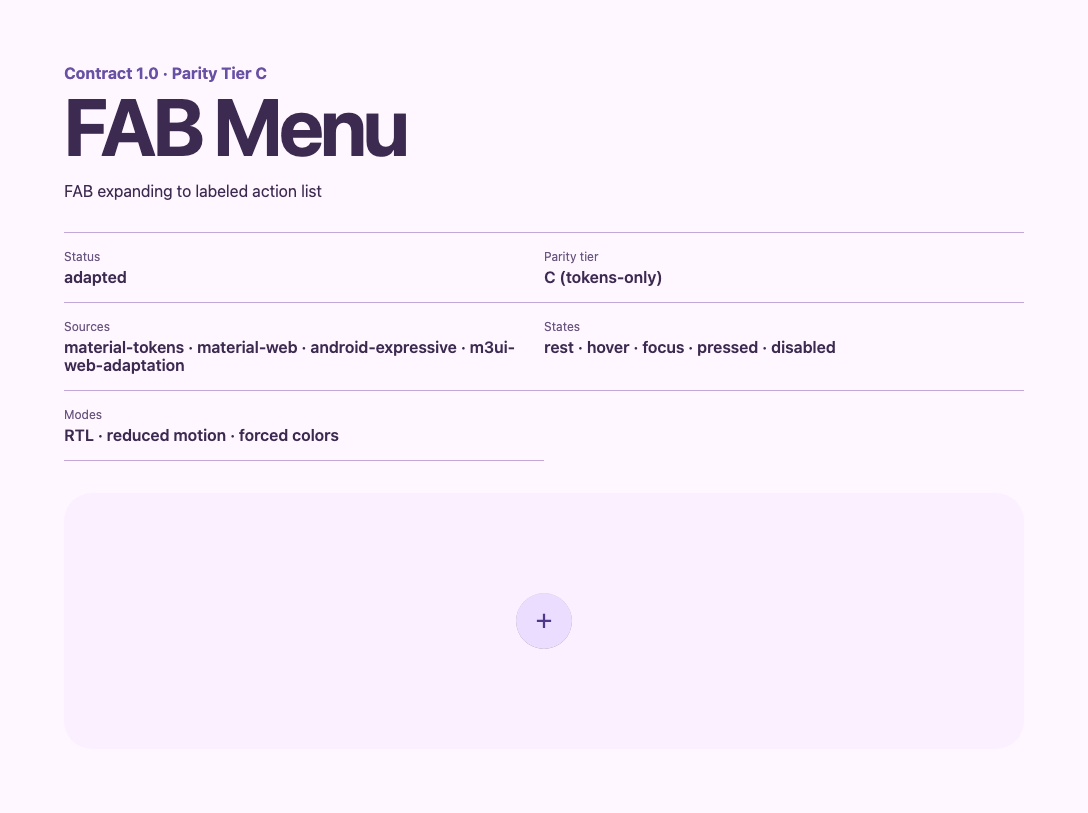 Contract 1.0 · Parity Tier C
FAB Menu
FAB expanding to labeled action list
Status
adapted
Parity tier
C (tokens-only)
Sources
material-tokens · material-web · android-expressive · m3ui-
web-adaptation
States
rest · hover · focus · pressed · disabled
Modes
RTL · reduced motion · forced colors
+